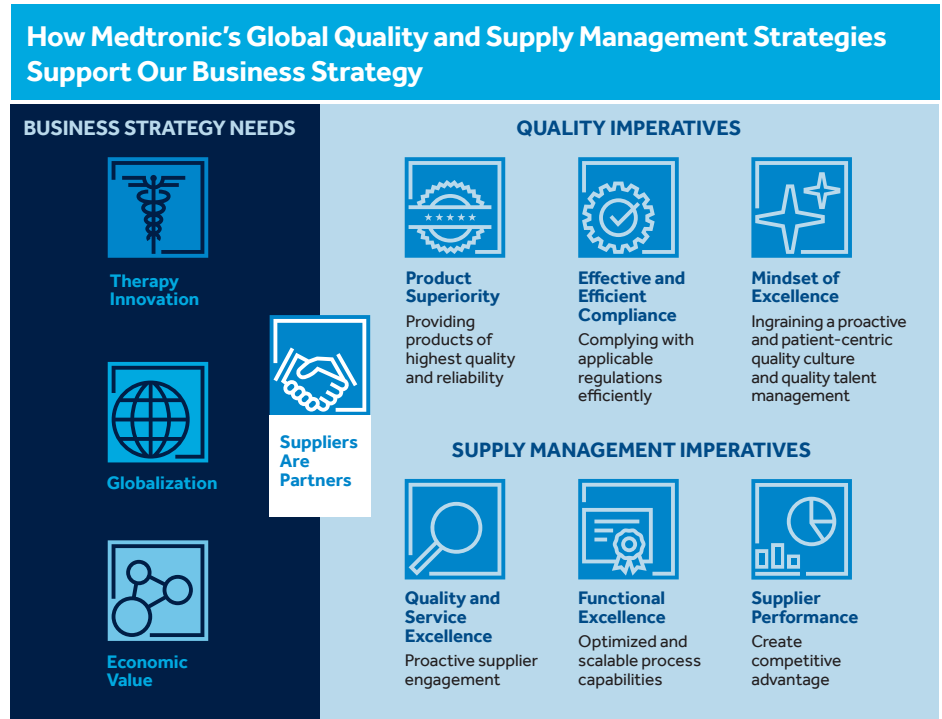 How Medtronic's Global Quality and Supply Management Strategies
Support Our Business Strategy
BUSINESS STRATEGY NEEDS
Therapy
Innovation
Globalization
Economic
Value
Suppliers
Are
Partners
QUALITY IMPERATIVES
Product
Superiority
Providing
products of
highest quality
and reliability
Effective and
Efficient
Compliance
Complying with
applicable
regulations
efficiently
Mindset of
Excellence
Ingraining a proactive
and patient-centric
quality culture
and quality talent
management
SUPPLY MANAGEMENT IMPERATIVES
Quality and
Service
Excellence
Proactive supplier
engagement
Functional
Excellence
Optimized and
scalable process
capabilities
Supplier
Performance
Create
competitive
advantage